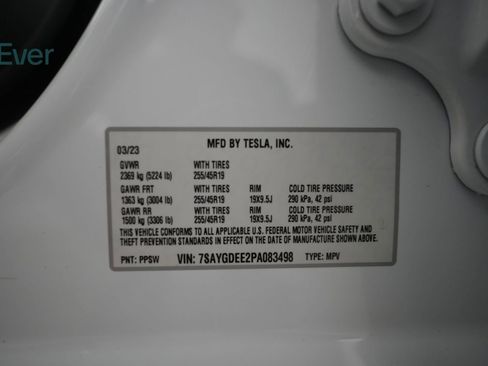 Ever
03/23 MFD BY TESLA, INC.
GVWR WITH TIRES
2369 kg (5224 lb) 255/45R19
GAWR FRT WITH TIRES RIM COLD TIRE PRESSURE
1363 kg (3004 lb) 255/45R19 19X9.5J 290 kPa, 42 psi
GAWR RR WITH TIRES RIM COLD TIRE PRESSURE
1500 kg (3306 lb) 255/45R19 19X9.5J 290 kPa, 42 psi
THIS VEHICLE CONFORMS TO ALL APPLICABLE U.S. FEDERAL MOTOR VEHICLE SAFETY AND
THEFT PREVENTION STANDARDS IN EFFECT ON THE DATE OF MANUFACTURE SHOWN ABOVE.
PNT: PPSW VIN: 7SAYGDEE2PA083498 TYPE: MPV